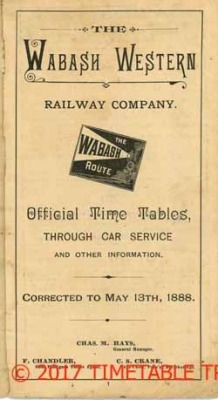 THE
WABASH WESTERN
RAILWAY COMPANY.
THE
WABASH
ROUTE
Official Time Tables,
THROUGH CAR SERVICE
AND OTHER INFORMATION.
CORRECTED TO MAY 13TH, 1888.
CHAS. M. HAYS,
General Manager.
F. CHANDLER, C. S. CRANE,
© 2017 TIMETABLE TR